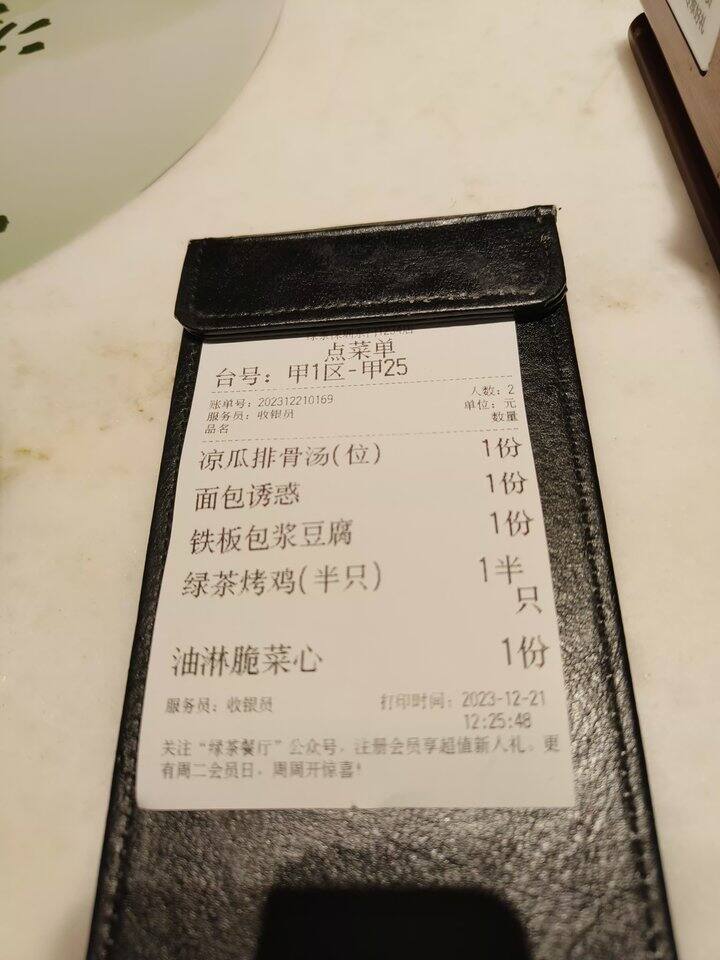 点菜单
台号：甲1区-甲25
账单号：202312210169 人数：2
服务员：收银员 单位：元
品名 数量
凉瓜排骨汤(位) 1份
面包诱惑 1份
铁板包浆豆腐 1份
绿茶烤鸡(半只) 1半
只
油淋脆菜心 1份
服务员：收银员 打印时间：2023-12-21
12:25:48
关注“绿茶餐厅”公众号，注册会员享超值新人礼。更
有周二会员日，周周开惊喜！